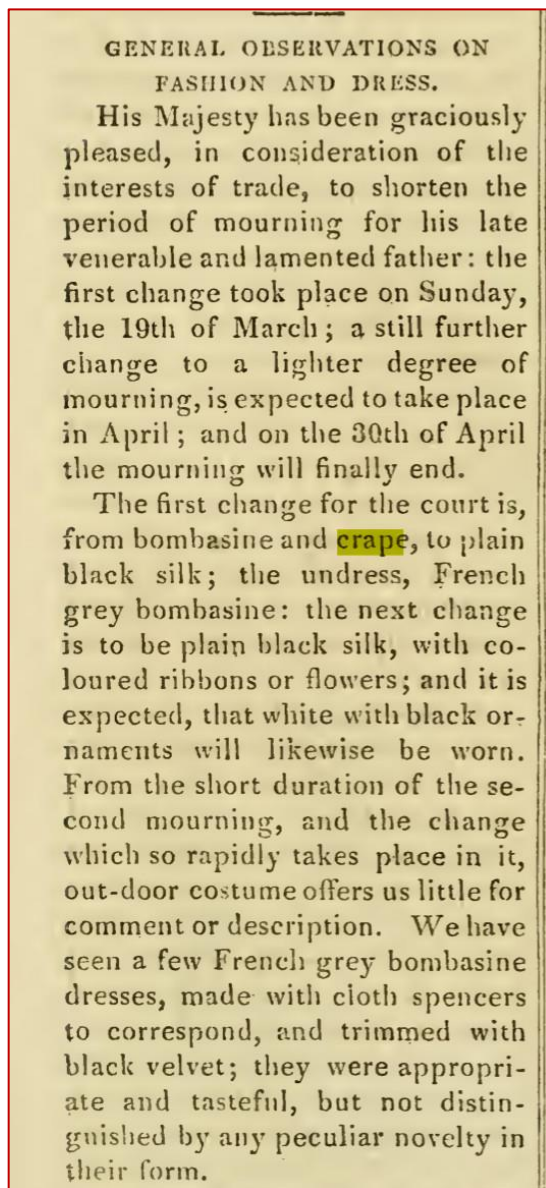 GENERAL OBSERVATIONS ON
FASHION AND DRESS.
His Majesty has been graciously
pleased, in consideration of the
interests of trade, to shorten the
period of mourning for his late
venerable and lamented father: the
first change took place on Sunday,
the 19th of March; a still further
change to a lighter degree of
mourning, is expected to take place
in April; and on the 30th of April
the mourning will finally end.
The first change for the court is,
from bombasine and crape, to plain
black silk; the undress, French
grey bombasine: the next change
is to be plain black silk, with co-
loured ribbons or flowers; and it is
expected, that white with black or-
naments will likewise be worn.
From the short duration of the se-
cond mourning, and the change
which so rapidly takes place in it,
out-door costume offers us little for
comment or description. We have
seen a few French grey bombasine
dresses, made with cloth spencers
to correspond, and trimmed with
black velvet; they were appropri-
ate and tasteful, but not distin-
guished by any peculiar novelty in
their form.